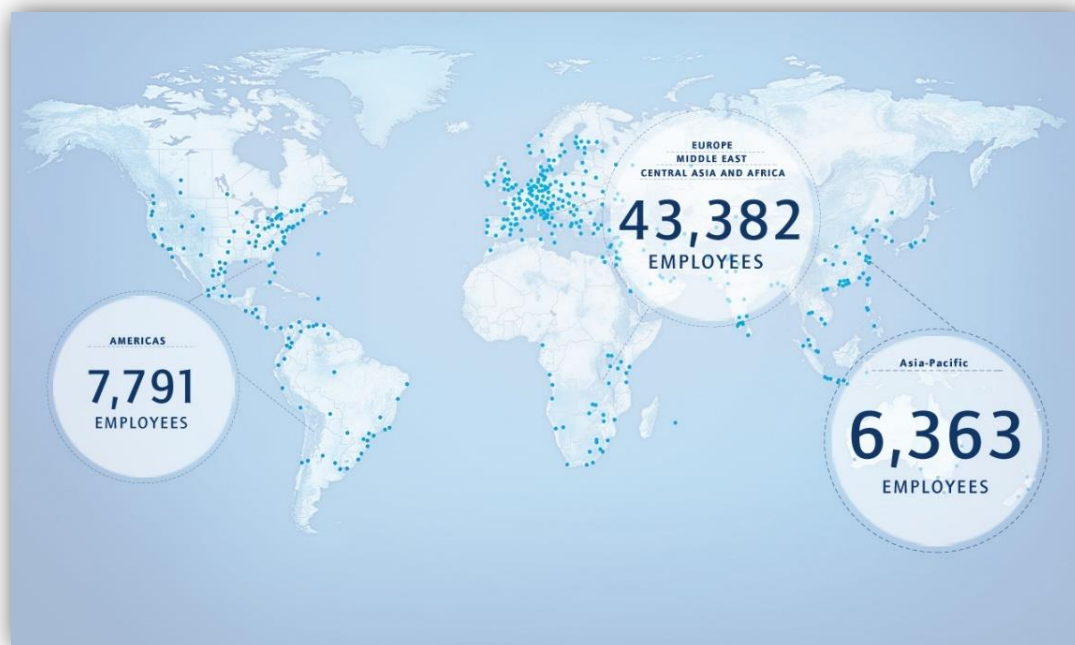 EUROPE
MIDDLE EAST
CENTRAL ASIA AND AFRICA
43,382
EMPLOYEES
AMERICAS
7,791
EMPLOYEES
Asia-Pacific
6,363
EMPLOYEES